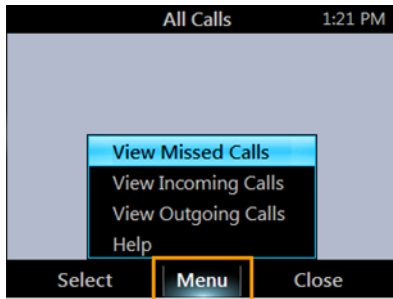 All Calls 1:21 PM
View Missed Calls
View Incoming Calls
View Outgoing Calls
Help
Select Menu Close